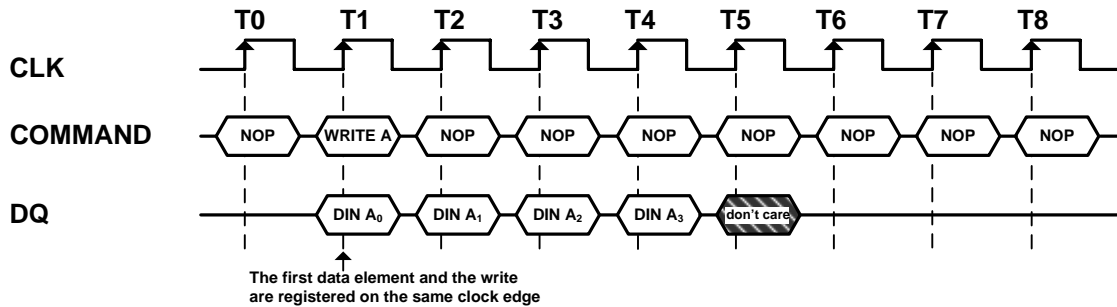 T0 T1 T2 T3 T4 T5 T6 T7 T8
CLK
COMMAND NOP WRITE A NOP NOP NOP NOP NOP NOP NOP
DQ DIN A₀ DIN A₁ DIN A₂ DIN A₃ don't care
The first data element and the write
are registered on the same clock edge